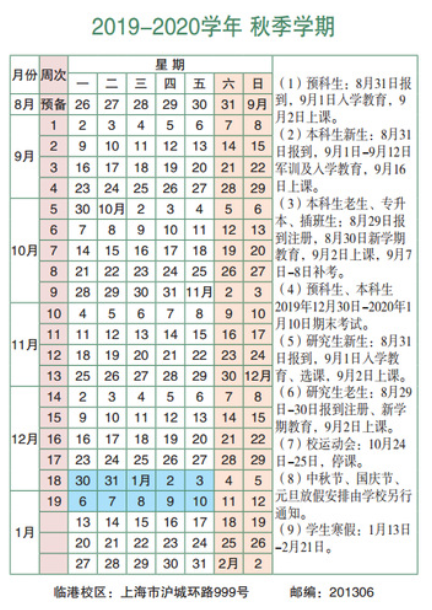 2019-2020学年 秋季学期
月份 周次 星 期
一 二 三 四 五 六 日
8月 预备 26 27 28 29 30 31 9月
9月
1 2 3 4 5 6 7 8
2 9 10 11 12 13 14 15
3 16 17 18 19 20 21 22
4 23 24 25 26 27 28 29
10月
5 30 10月 2 3 4 5 6
6 7 8 9 10 11 12 13
7 14 15 16 17 18 19 20
8 21 22 23 24 25 26 27
9 28 29 30 31 11月 2 3
11月
10 4 5 6 7 8 9 10
11 11 12 13 14 15 16 17
12 18 19 20 21 22 23 24
13 25 26 27 28 29 30 12月
12月
14 2 3 4 5 6 7 8
15 9 10 11 12 13 14 15
16 16 17 18 19 20 21 22
17 23 24 25 26 27 28 29
18 30 31 1月 2 3 4 5
1月
19 6 7 8 9 10 11 12
13 14 15 16 17 18 19
20 21 22 23 24 25 26
27 28 29 30 31 2月 2
（1）预科生：8月31日报
到，9月1日入学教育，9
月2日上课。
（2）本科生新生：8月31
日报到，9月1日-9月12日
军训及入学教育，9月16
日上课。
（3）本科生老生、专升
本、插班生：8月29日报
到注册，8月30日新学期
教育，9月2日上课，9月7
日-8日补考。
（4）预科生、本科生
2019年12月30日-2020年1
月10日期末考试。
（5）研究生新生：8月31
日报到，9月1日入学教
育、选课，9月2日上课。
（6）研究生老生：8月29
日-30日报到注册、新学
期教育，9月2日上课。
（7）校运动会：10月24
日-25日，停课。
（8）中秋节、国庆节、
元旦放假安排由学校另行
通知。
（9）学生寒假：1月13日
-2月21日。
临港校区：上海市沪城环路999号 邮编：201306